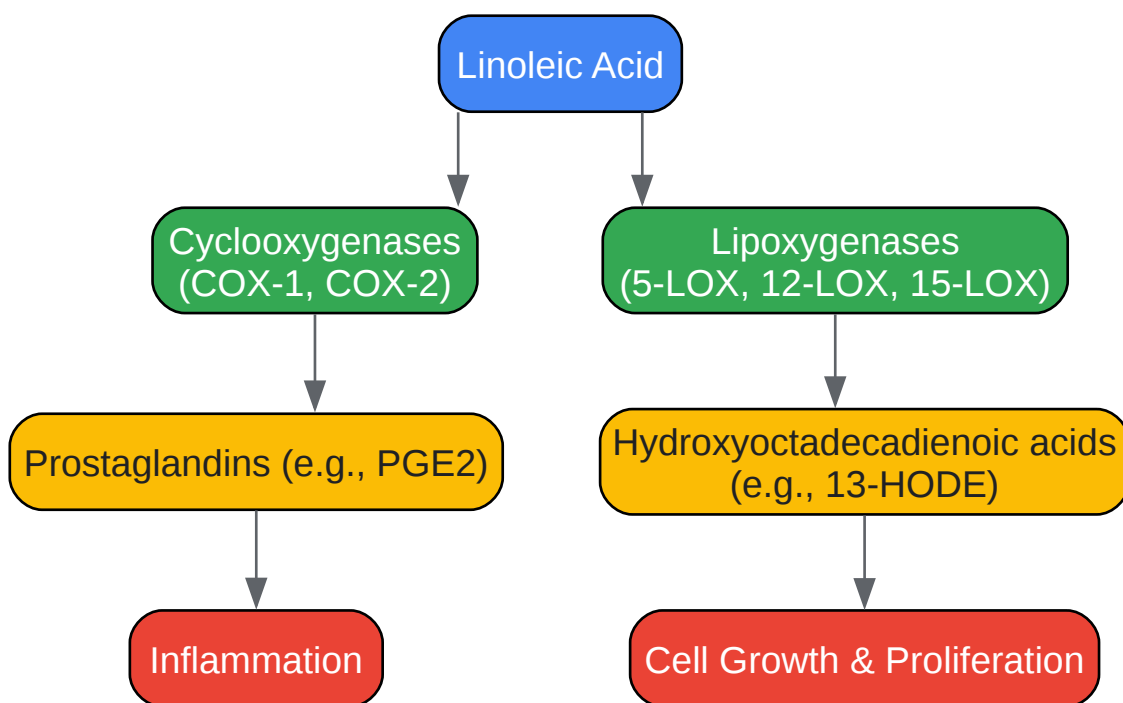 Linoleic Acid
Cyclooxygenases
(COX-1, COX-2)
Lipoxygenases
(5-LOX, 12-LOX, 15-LOX)
Prostaglandins (e.g., PGE2)
Hydroxyoctadecadienoic acids
(e.g., 13-HODE)
Inflammation
Cell Growth & Proliferation